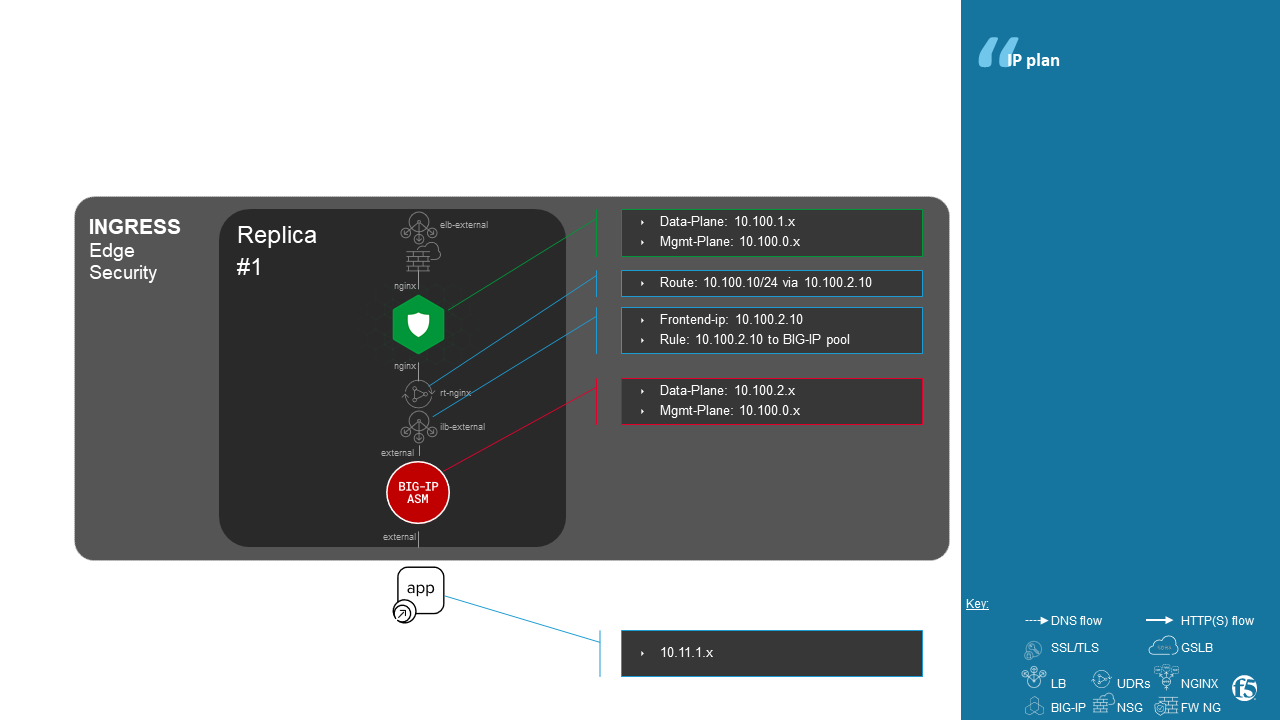 “ IP plan
INGRESS
Edge
Security
Replica
#1
elb-external
nginx
nginx
rt-nginx
ilb-external
external
BIG-IP
ASM
external
app
‣ Data-Plane: 10.100.1.x
‣ Mgmt-Plane: 10.100.0.x
‣ Route: 10.100.10/24 via 10.100.2.10
‣ Frontend-ip: 10.100.2.10
‣ Rule: 10.100.2.10 to BIG-IP pool
‣ Data-Plane: 10.100.2.x
‣ Mgmt-Plane: 10.100.0.x
‣ 10.11.1.x
Key:
DNS flow HTTP(S) flow
SSL/TLS GSLB
LB UDRs NGINX
BIG-IP NSG FW NG
f5